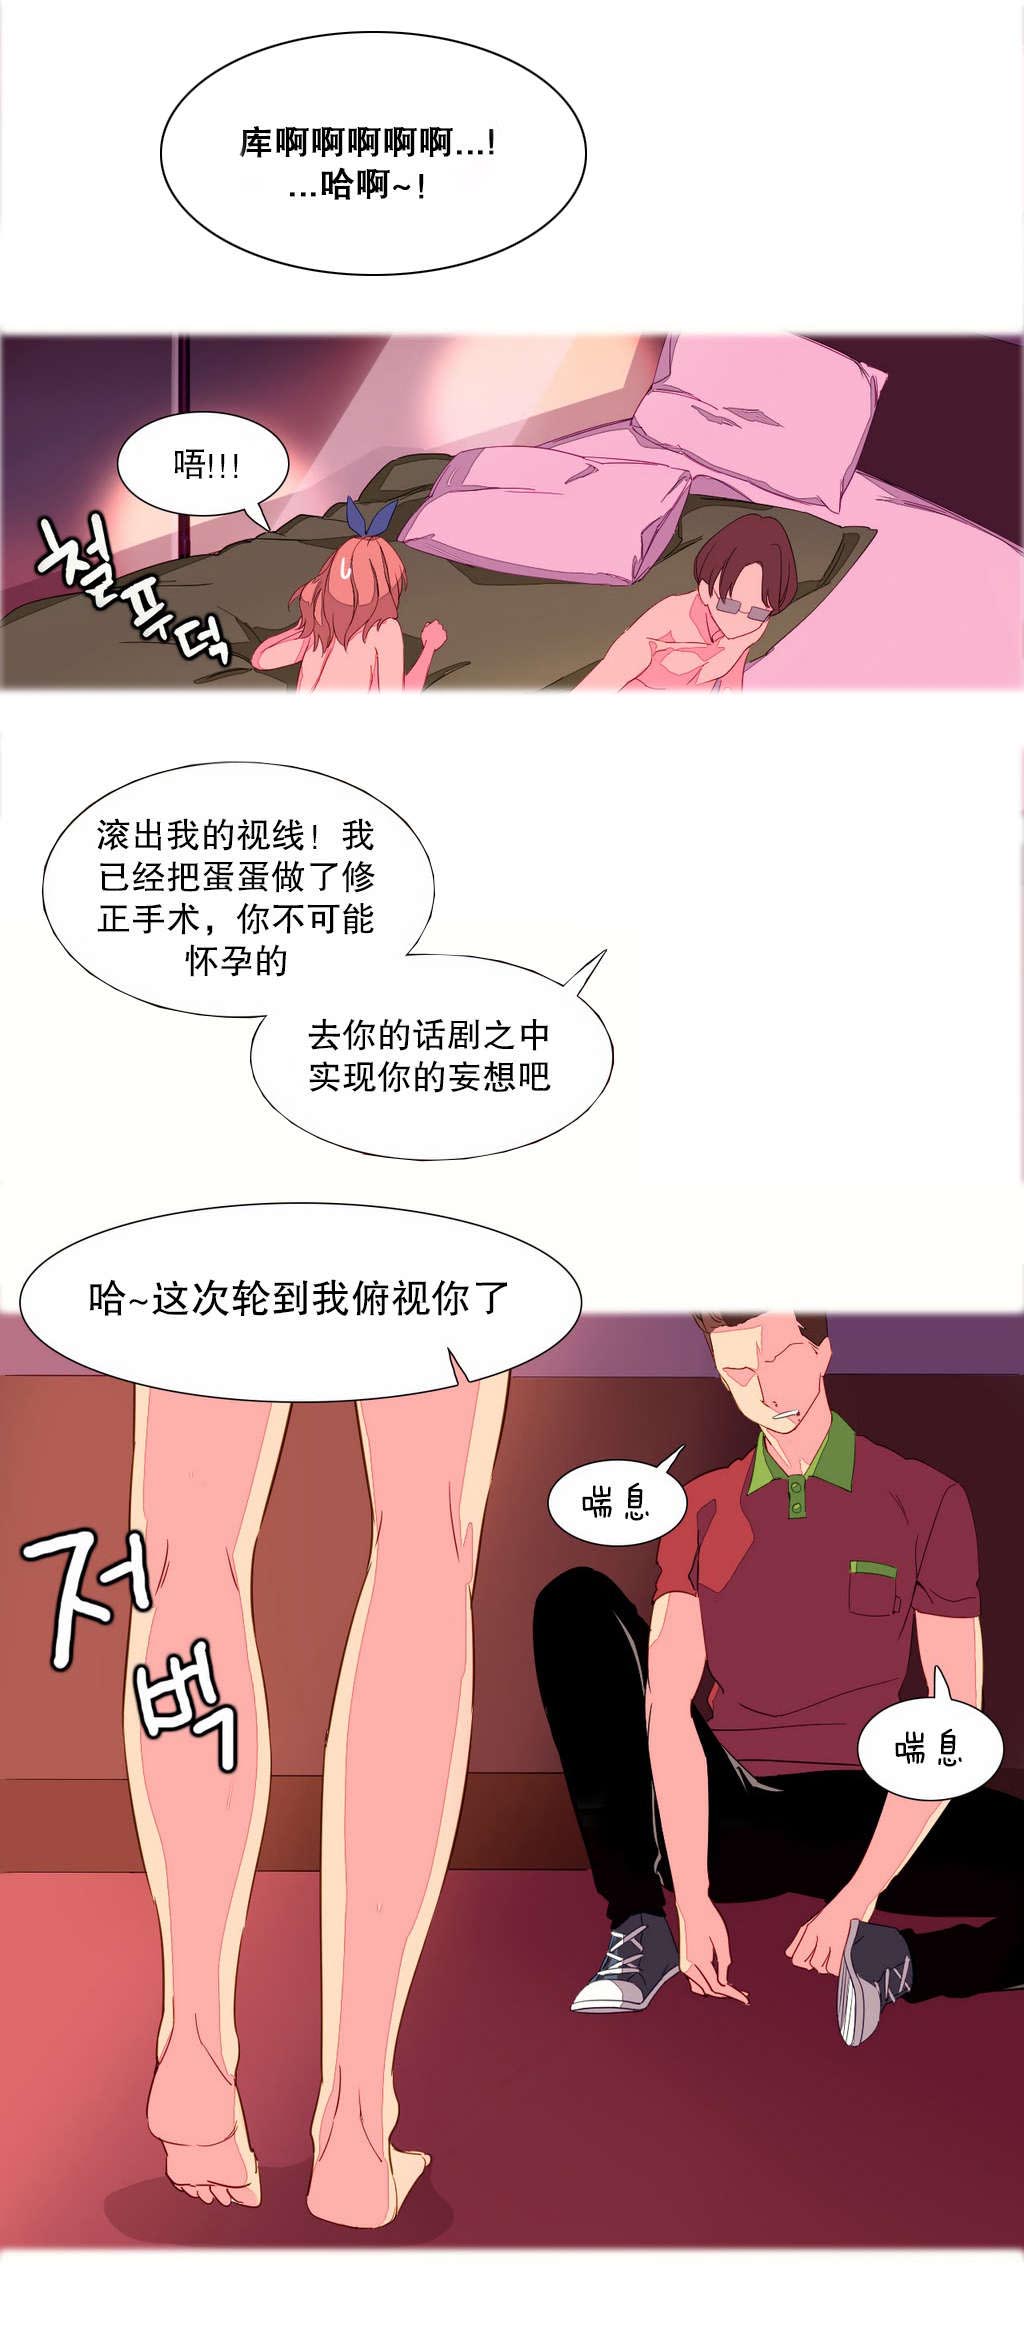 库啊啊啊啊啊...!
...哈啊~!
唔!!!
철퍼덕
滚出我的视线! 我
已经把蛋蛋做了修
正手术, 你不可能
怀孕的
去你的话剧之中
实现你的妄想吧
哈~这次轮到我俯视你了
喘息
저
벅
喘息